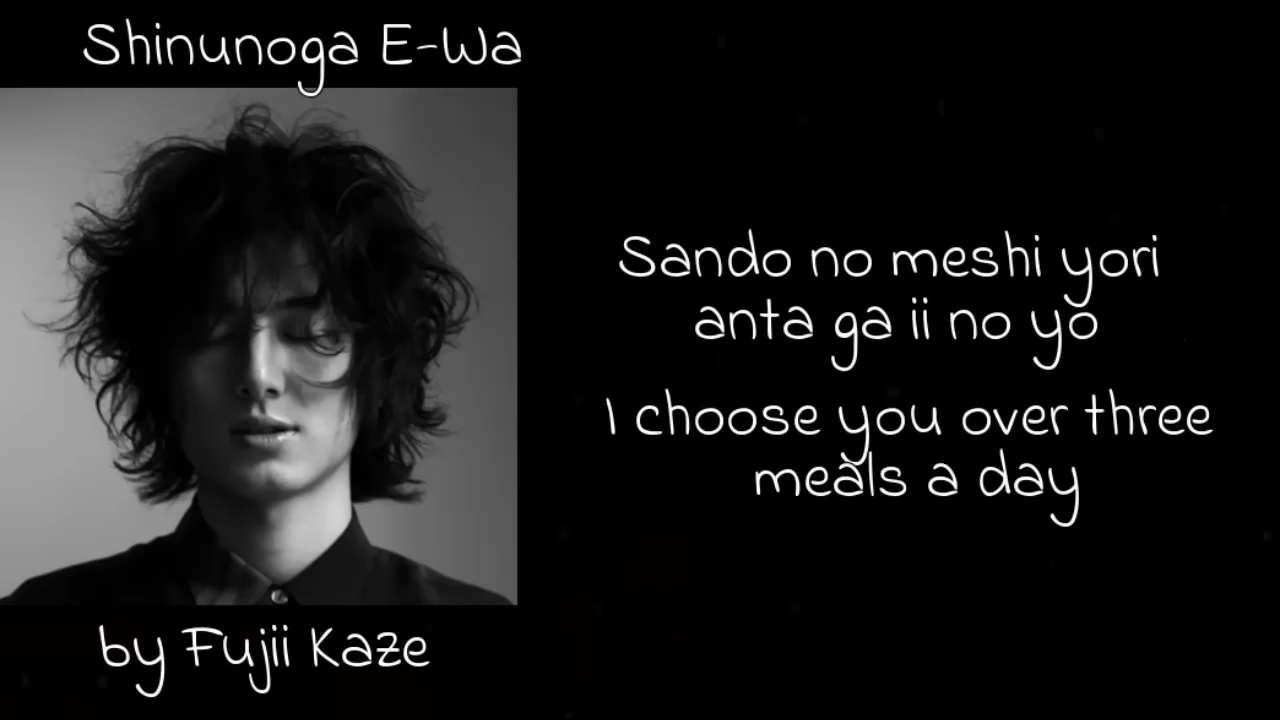 Shinunoga E-Wa
Sando no meshi yori
anta ga ii no yo
I choose you over three
meals a day
by Fujii Kaze